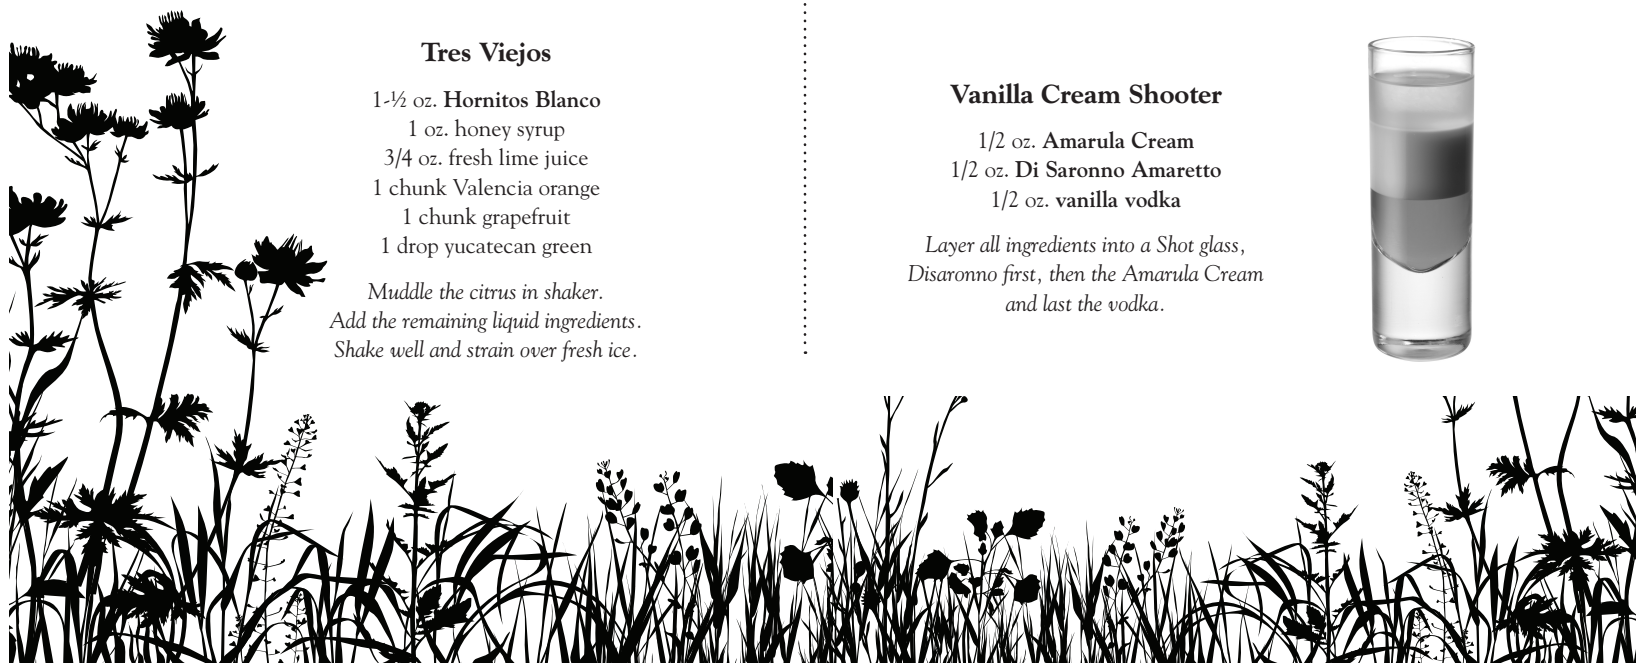 Tres Viejos
1-½ oz. Hornitos Blanco
1 oz. honey syrup
3/4 oz. fresh lime juice
1 chunk Valencia orange
1 chunk grapefruit
1 drop yucatecan green
Muddle the citrus in shaker.
Add the remaining liquid ingredients.
Shake well and strain over fresh ice.
Vanilla Cream Shooter
1/2 oz. Amarula Cream
1/2 oz. Di Saronno Amaretto
1/2 oz. vanilla vodka
Layer all ingredients into a Shot glass,
Disaronno first, then the Amarula Cream
and last the vodka.